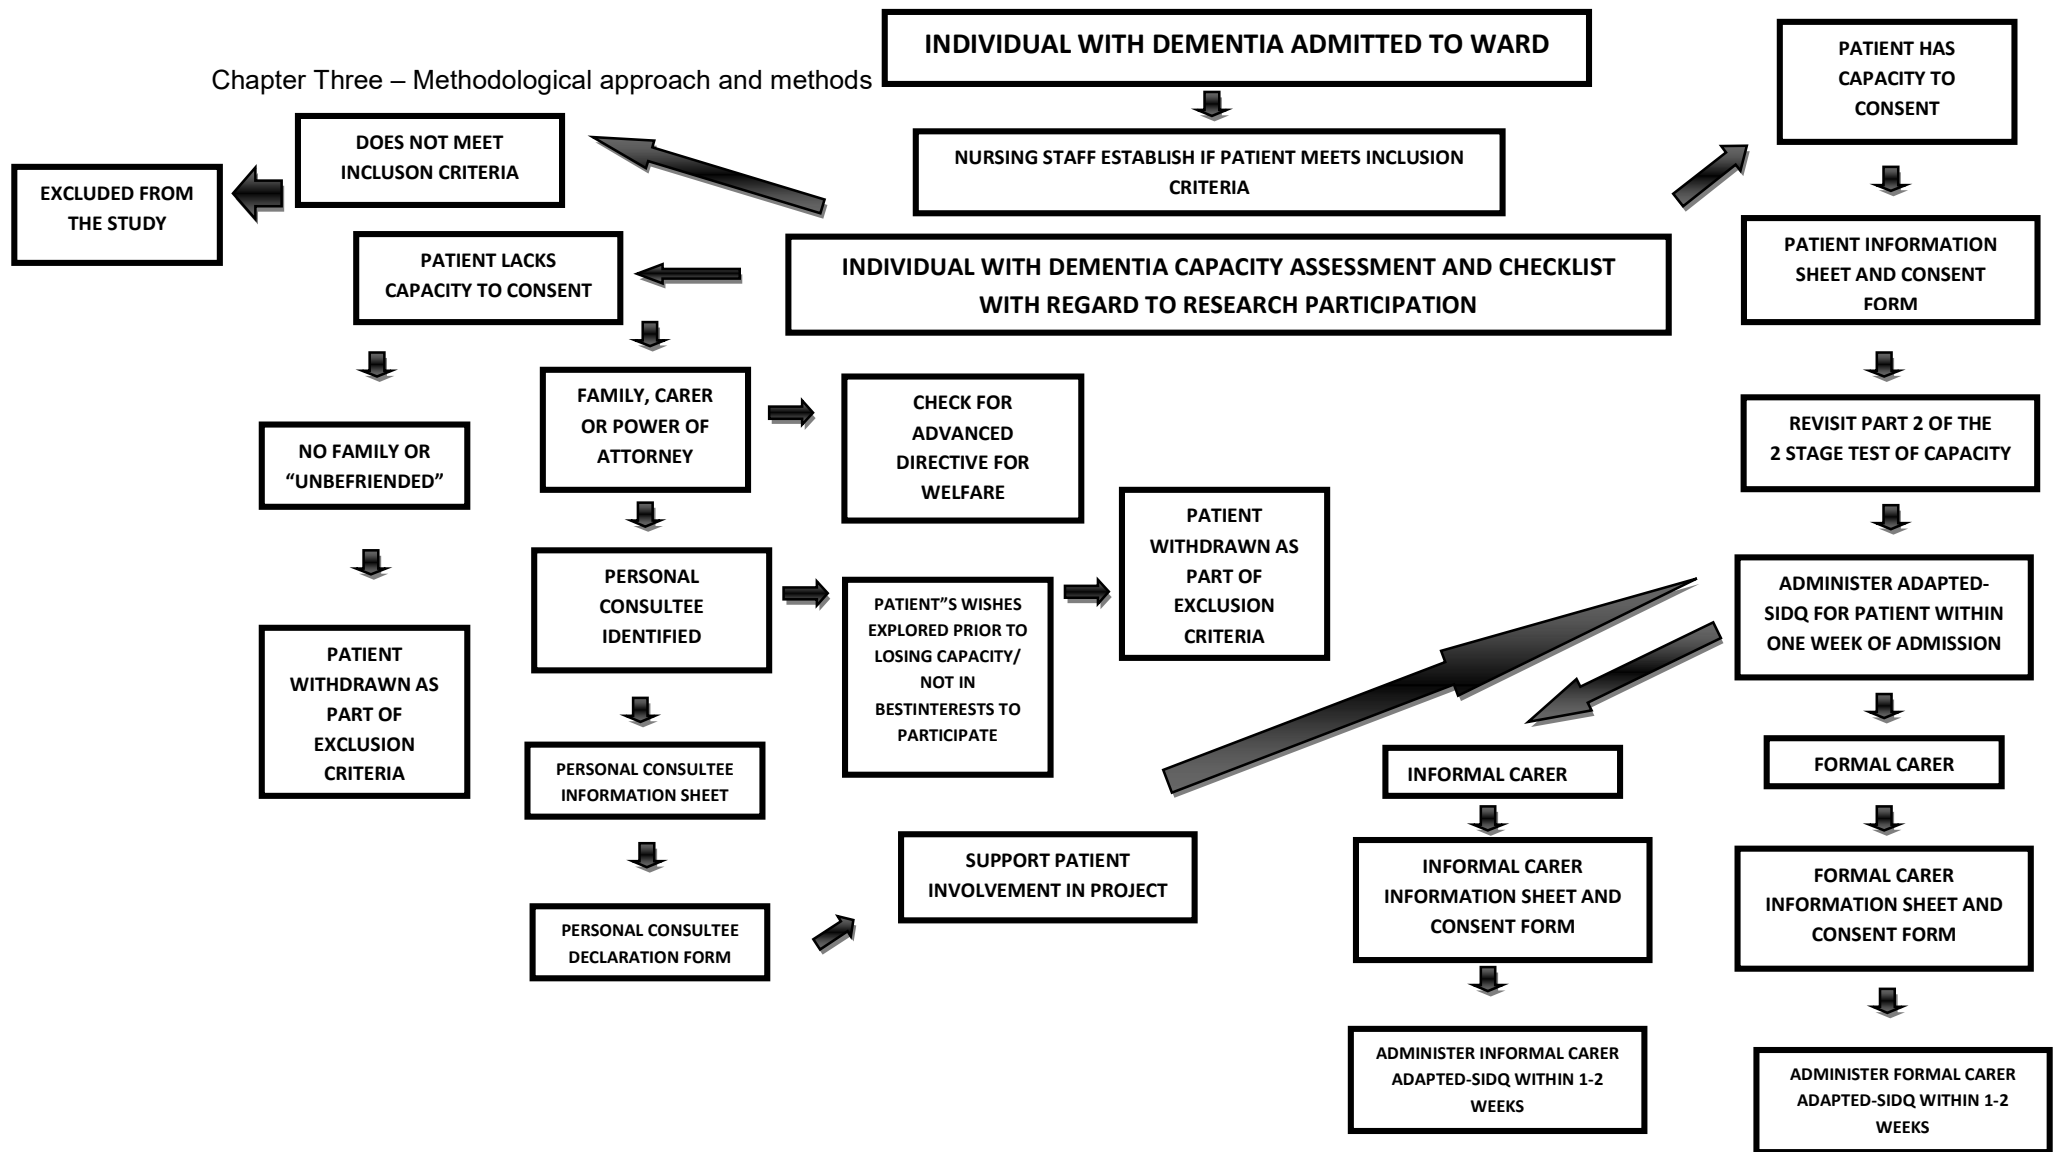 INDIVIDUAL WITH DEMENTIA ADMITTED TO WARD
Chapter Three – Methodological approach and methods
PATIENT HAS
CAPACITY TO
CONSENT
DOES NOT MEET
INCLUSON CRITERIA
NURSING STAFF ESTABLISH IF PATIENT MEETS INCLUSION
CRITERIA
EXCLUDED FROM
THE STUDY
PATIENT LACKS
CAPACITY TO CONSENT
INDIVIDUAL WITH DEMENTIA CAPACITY ASSESSMENT AND CHECKLIST
WITH REGARD TO RESEARCH PARTICIPATION
PATIENT INFORMATION
SHEET AND CONSENT
FORM
FAMILY, CARER
OR POWER OF
ATTORNEY
CHECK FOR
ADVANCED
DIRECTIVE FOR
WELFARE
REVISIT PART 2 OF THE
2 STAGE TEST OF CAPACITY
NO FAMILY OR
“UNBEFRIENDED”
PATIENT
WITHDRAWN AS
PART OF
EXCLUSION
CRITERIA
PERSONAL
CONSULTEE
IDENTIFIED
PATIENT”S WISHES
EXPLORED PRIOR TO
LOSING CAPACITY/
NOT IN
BESTINTERESTS TO
PARTICIPATE
ADMINISTER ADAPTED-
SIDQ FOR PATIENT WITHIN
ONE WEEK OF ADMISSION
PATIENT
WITHDRAWN AS
PART OF
EXCLUSION
CRITERIA
PERSONAL CONSULTEE
INFORMATION SHEET
INFORMAL CARER
FORMAL CARER
SUPPORT PATIENT
INVOLVEMENT IN PROJECT
INFORMAL CARER
INFORMATION SHEET AND
CONSENT FORM
FORMAL CARER
INFORMATION SHEET AND
CONSENT FORM
PERSONAL CONSULTEE
DECLARATION FORM
ADMINISTER INFORMAL CARER
ADAPTED-SIDQ WITHIN 1-2
WEEKS
ADMINISTER FORMAL CARER
ADAPTED-SIDQ WITHIN 1-2
WEEKS